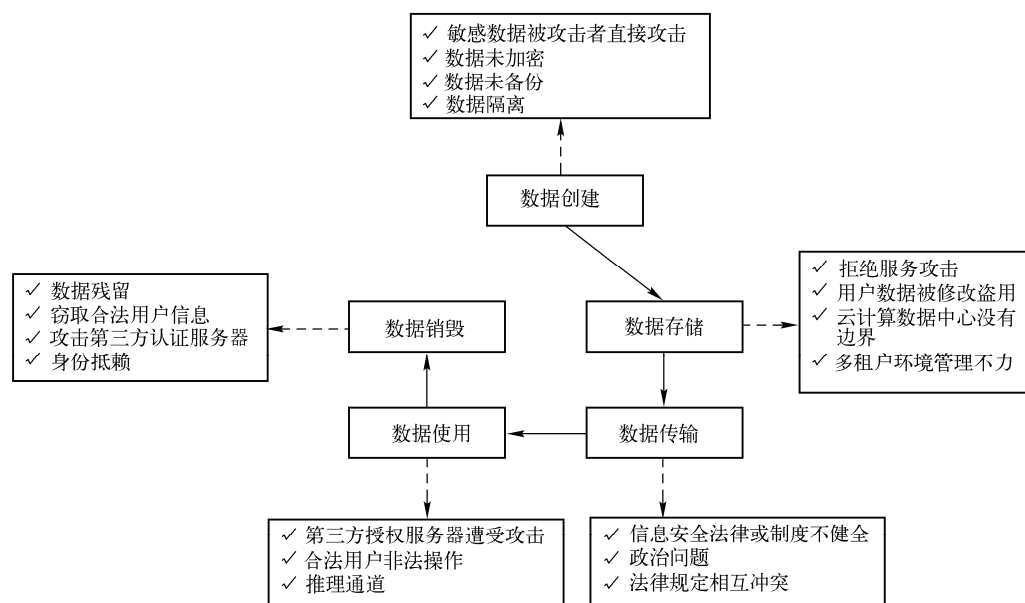 ✓ 敏感数据被攻击者直接攻击
✓ 数据未加密
✓ 数据未备份
✓ 数据隔离
数据创建
✓ 数据残留
✓ 窃取合法用户信息
✓ 攻击第三方认证服务器
✓ 身份抵赖
数据销毁
数据存储
✓ 拒绝服务攻击
✓ 用户数据被修改盗用
✓ 云计算数据中心没有
边界
✓ 多租户环境管理不力
数据使用
数据传输
✓ 第三方授权服务器遭受攻击
✓ 合法用户非法操作
✓ 推理通道
✓ 信息安全法律或制度不健全
✓ 政治问题
✓ 法律规定相互冲突